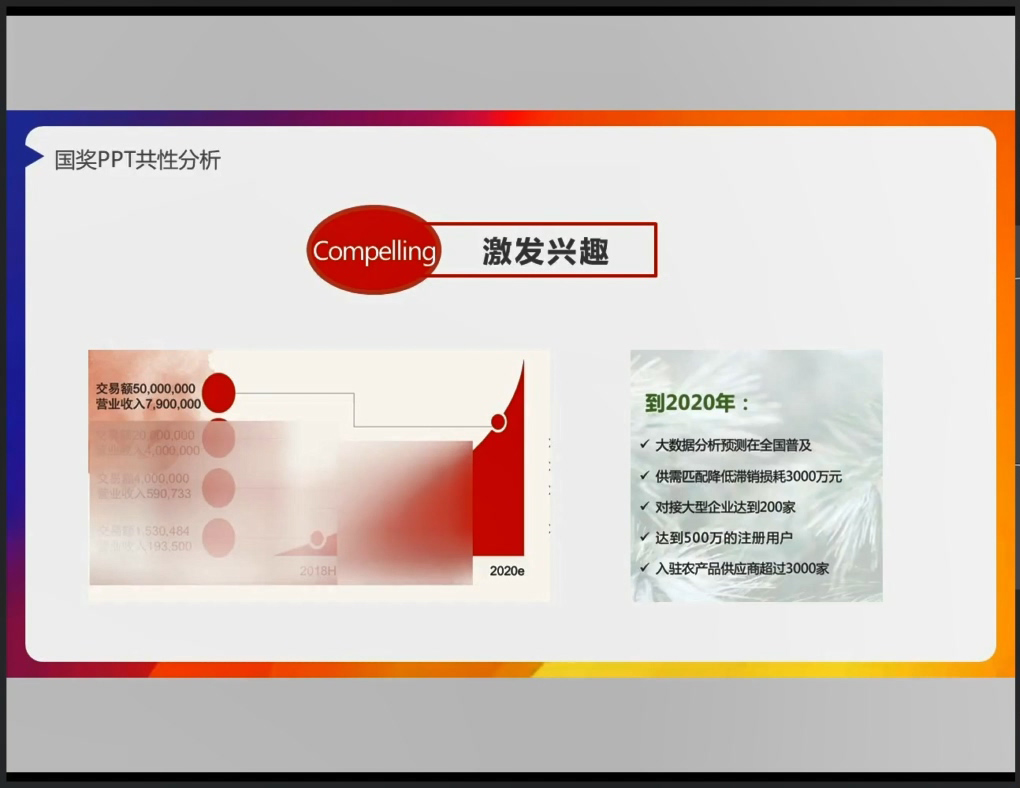 国奖PPT共性分析
Compelling
激发兴趣
交易额50,000,000
营业收入7,900,000
交易额20,800,000
营业收入4,000,000
交易额4,000,000
营业收入590,733
交易额1,530,484
营业收入193,500
2018H
2020e
到2020年：
✓ 大数据分析预测在全国普及
✓ 供需匹配降低滞销损耗3000万元
✓ 对接大型企业达到200家
✓ 达到500万的注册用户
✓ 入驻农产品供应商超过3000家